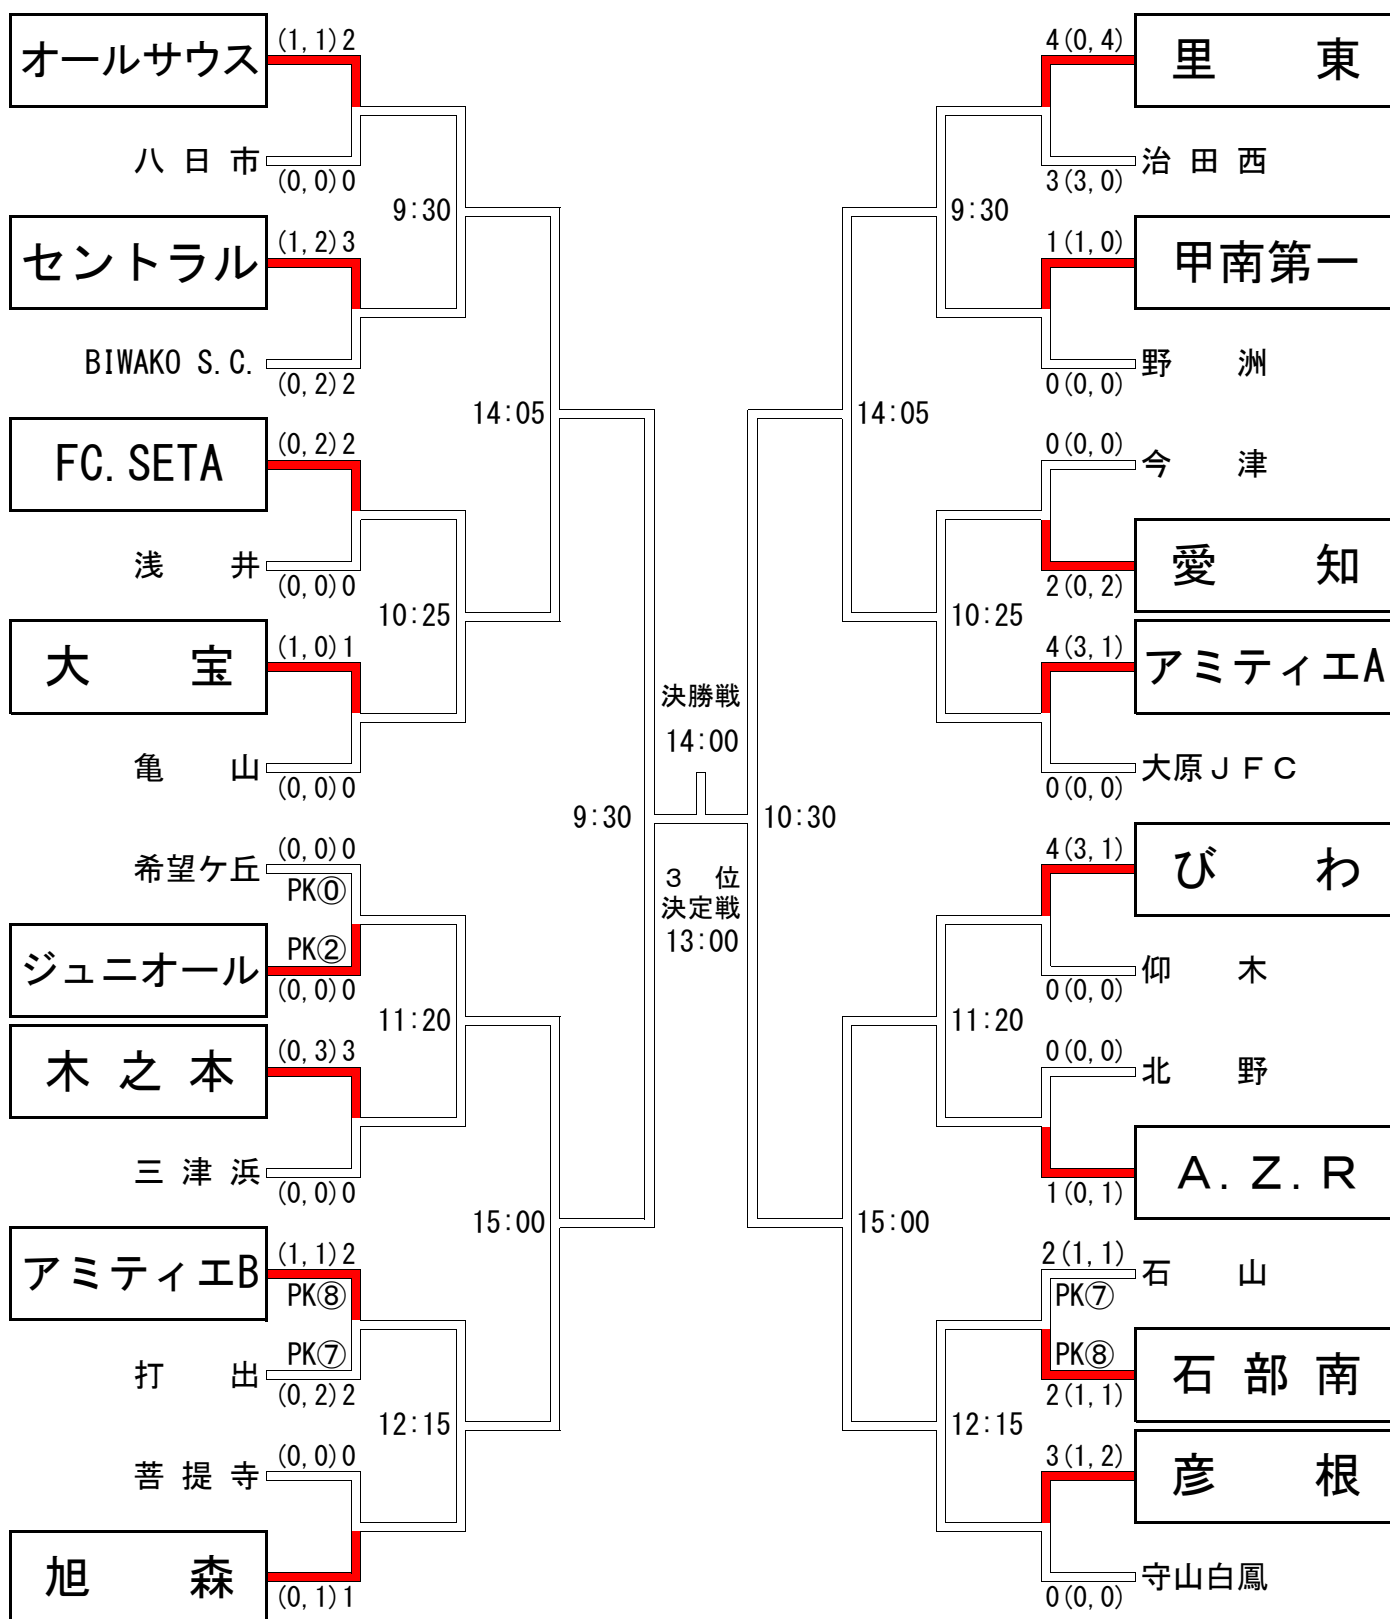 (1,1)2
オールサウス
八日市
(0,0)0
9:30
(1,2)3
セントラル
BIWAKO S.C.
(0,2)2
14:05
(0,2)2
FC.SETA
浅井
(0,0)0
10:25
(1,0)1
大宝
亀山
(0,0)0
9:30
(0,0)0
希望ケ丘
PK⓪
PK②
ジュニオール
(0,0)0
11:20
(0,3)3
木之本
三津浜
(0,0)0
15:00
(1,1)2
アミティエB
PK⑧
PK⑦
打出
(0,2)2
12:15
(0,0)0
菩提寺
旭森
(0,1)1
決勝戦
14:00
3位
決定戦
13:00
4(0,4)
里東
治田西
3(3,0)
9:30
1(1,0)
甲南第一
野洲
0(0,0)
14:05
0(0,0)
今津
愛知
2(0,2)
10:25
4(3,1)
アミティエA
大原JFC
0(0,0)
10:30
4(3,1)
びわ
仰木
0(0,0)
11:20
0(0,0)
北野
A.Z.R
1(0,1)
15:00
2(1,1)
石山
PK⑦
PK⑧
石部南
2(1,1)
12:15
3(1,2)
彦根
守山白鳳
0(0,0)